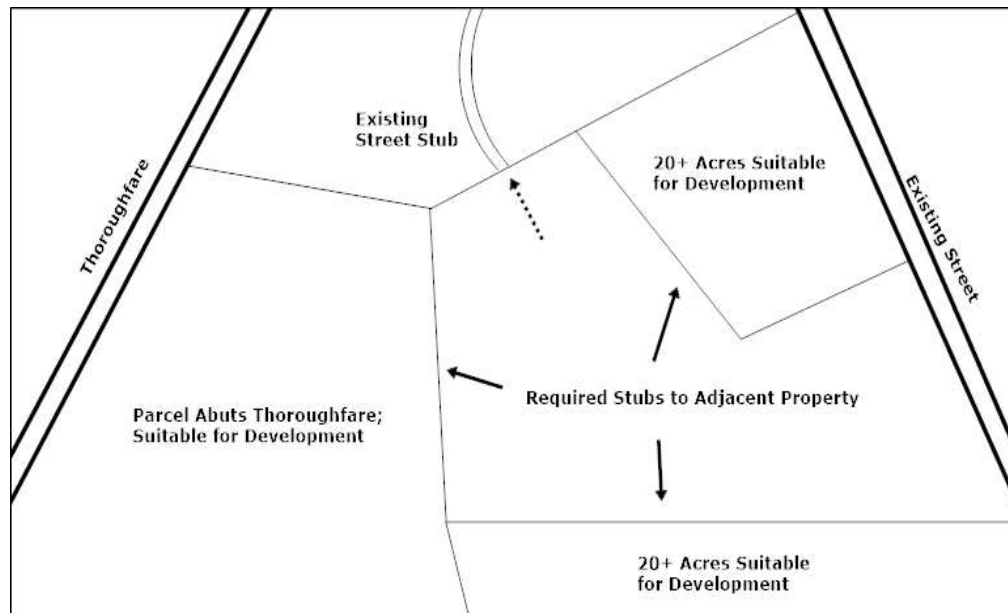 Existing
Street Stub
20+ Acres Suitable
for Development
Thoroughfare
Existing Street
Required Stubs to Adjacent Property
Parcel Abuts Thoroughfare;
Suitable for Development
20+ Acres Suitable
for Development